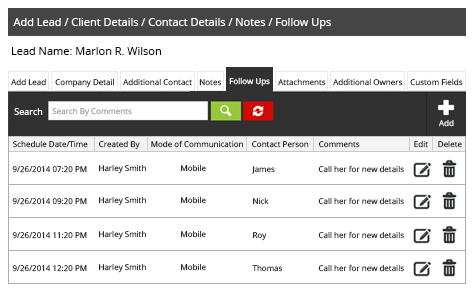 Add Lead / Client Details / Contact Details / Notes / Follow Ups
Lead Name: Marlon R. Wilson
Add Lead Company Detail Additional Contact Notes Follow Ups Attachments Additional Owners Custom Fields
Search Search By Comments Add
Schedule Date/Time Created By Mode of Communication Contact Person Comments Edit Delete
9/26/2014 07:20 PM Harley Smith Mobile James Call her for new details
9/26/2014 09:20 PM Harley Smith Mobile Nick Call her for new details
9/26/2014 11:20 PM Harley Smith Mobile Roy Call her for new details
9/26/2014 12:20 PM Harley Smith Mobile Thomas Call her for new details